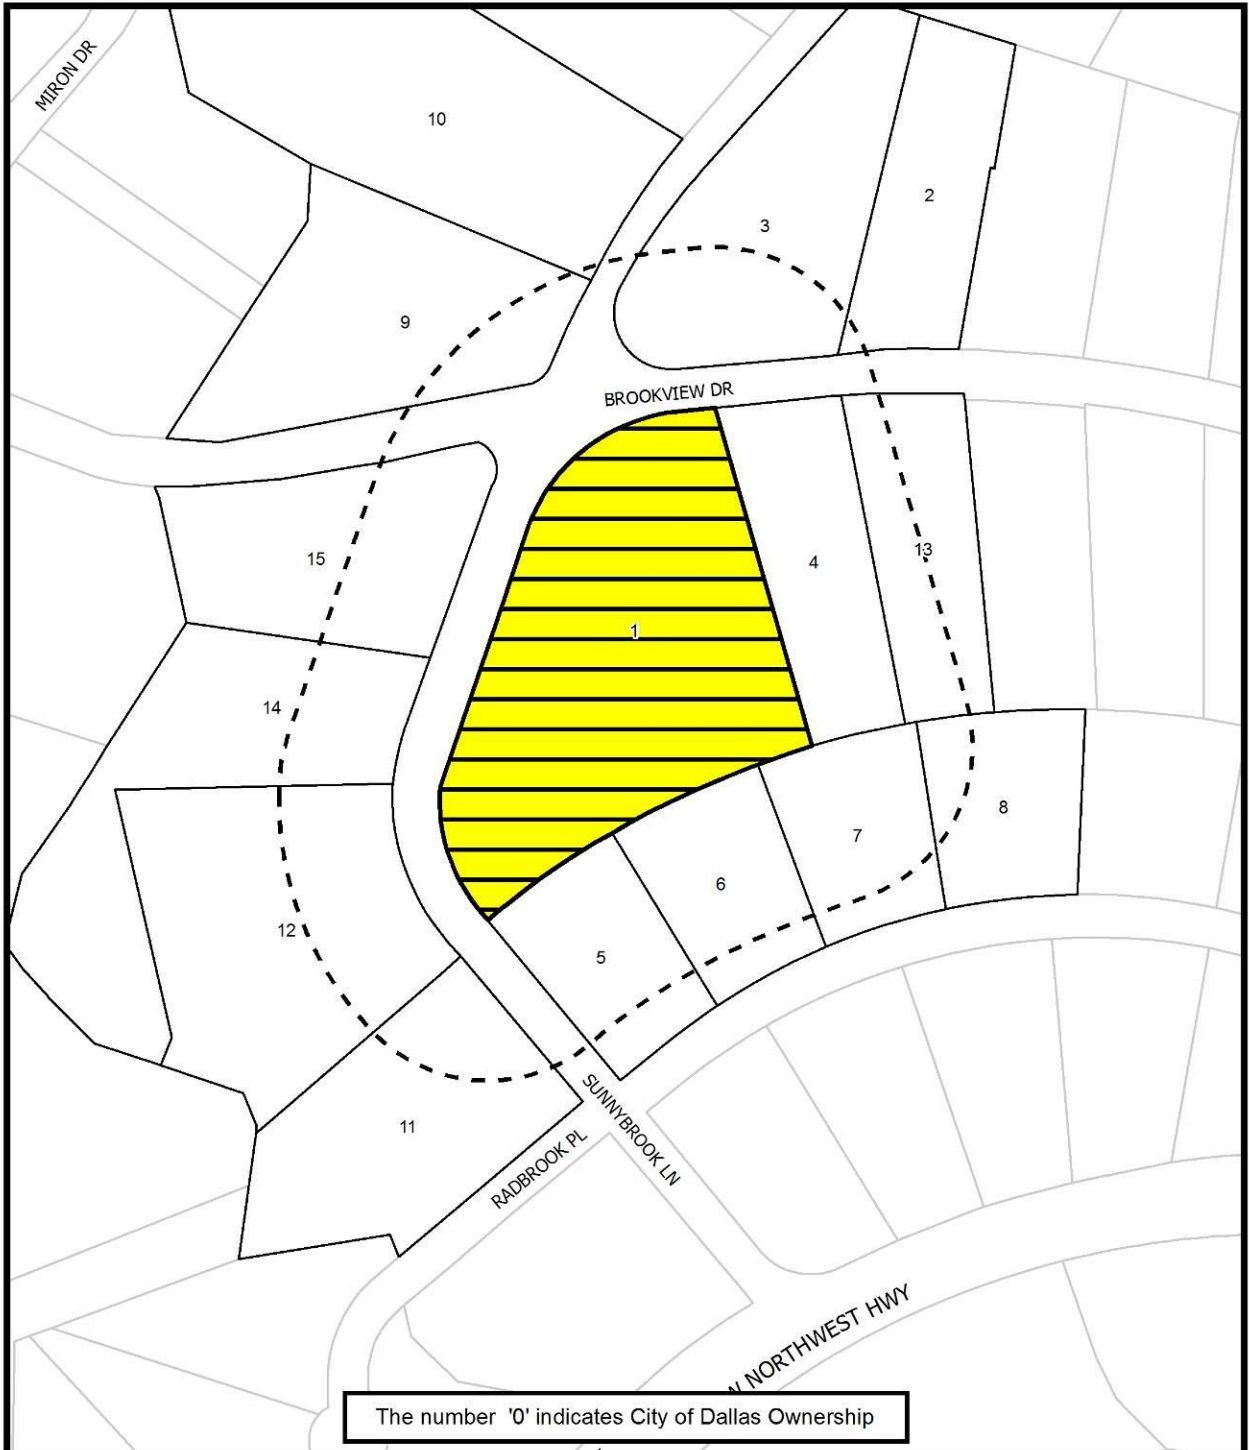 MIRON DR
10
2
3
9
BROOKVIEW DR
15
4
13
1
14
8
7
6
12
5
11
SUNNYBROOK LN
RADBROOK PL
W NORTHWEST HWY
The number '0' indicates City of Dallas Ownership